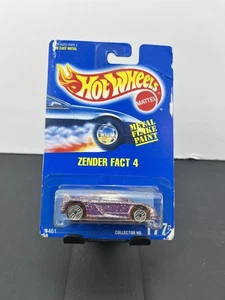 Hot Wheels
MATTEL
METAL
FLAKE
PAINT
ZENDER FACT 4
COLLECTOR NO.